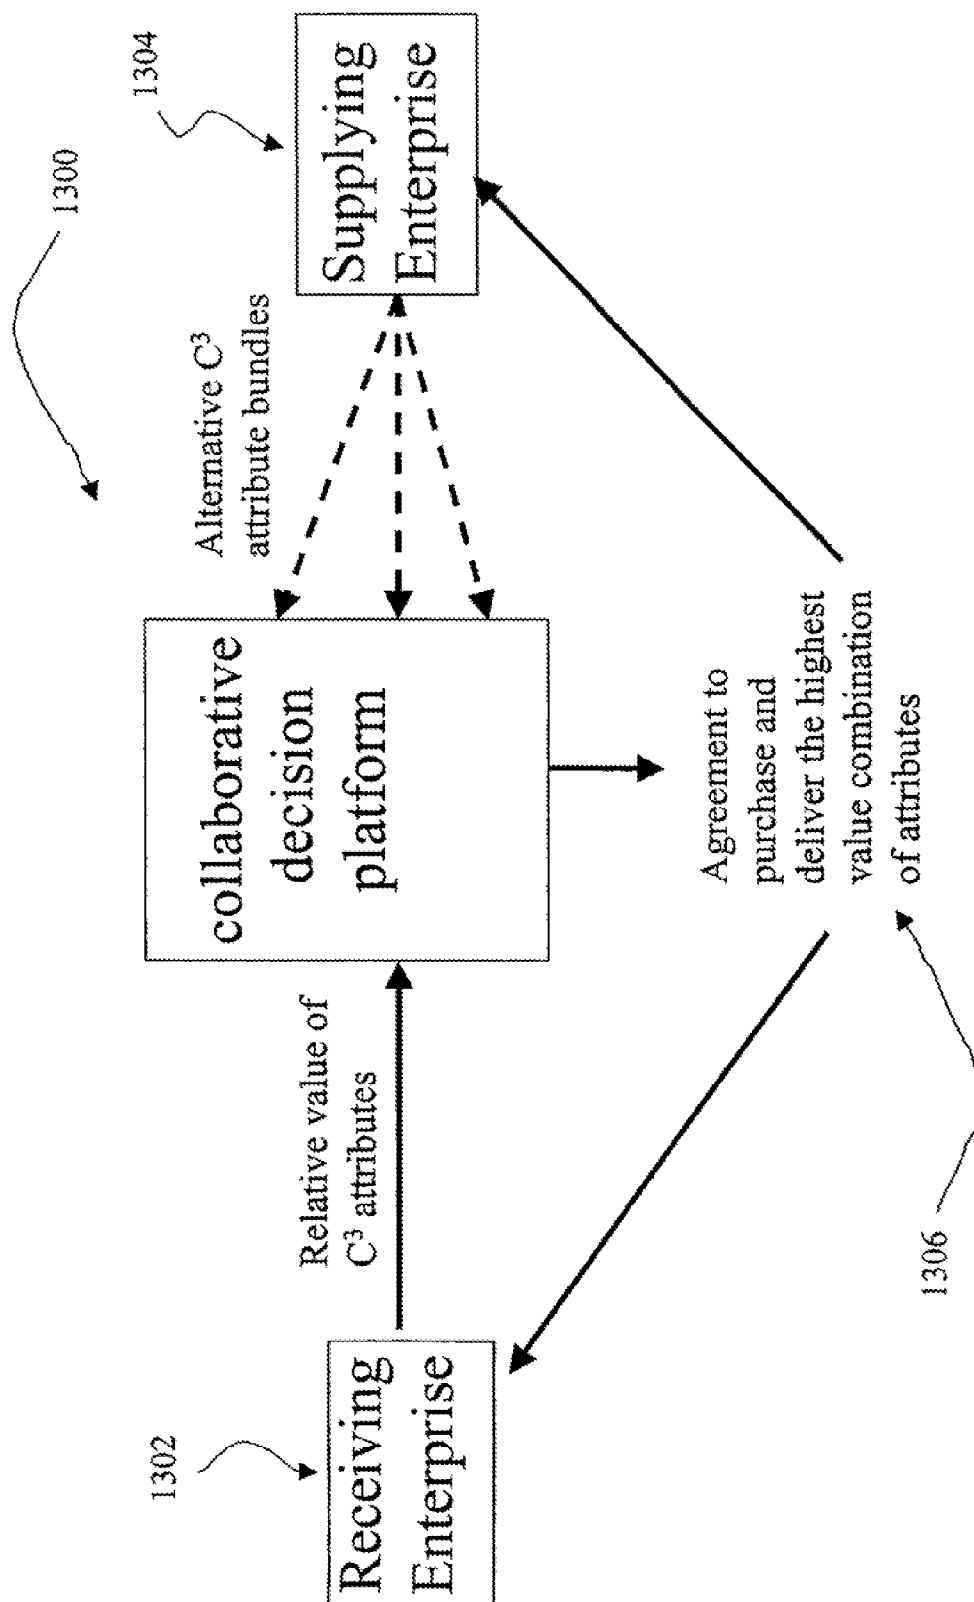 1300
1304
1302
Receiving
Enterprise
Relative value of
C³ attributes
collaborative
decision
platform
Alternative C³
attribute bundles
Supplying
Enterprise
Agreement to
purchase and
deliver the highest
value combination
of attributes
1306